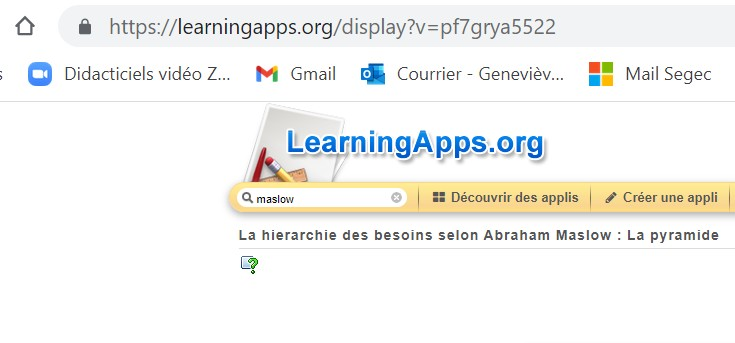 https://learningapps.org/display?v=pf7grya5522
s Didacticiels vidéo Z... Gmail Courrier - Genevièv... Mail Segec
LearningApps.org
maslow Découvrir des applis Créer une appli
La hierarchie des besoins selon Abraham Maslow : La pyramide